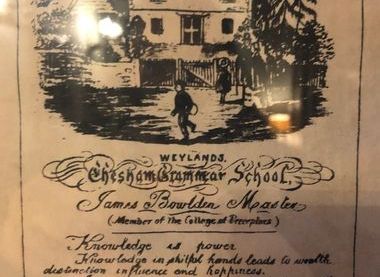 WEYLANDS.
Chesham Grammar School,
James Bowlden Master
(Member of The College of Preceptors)
Knowledge is power
Knowledge in skilful hands leads to wealth
distinction influence and happiness.